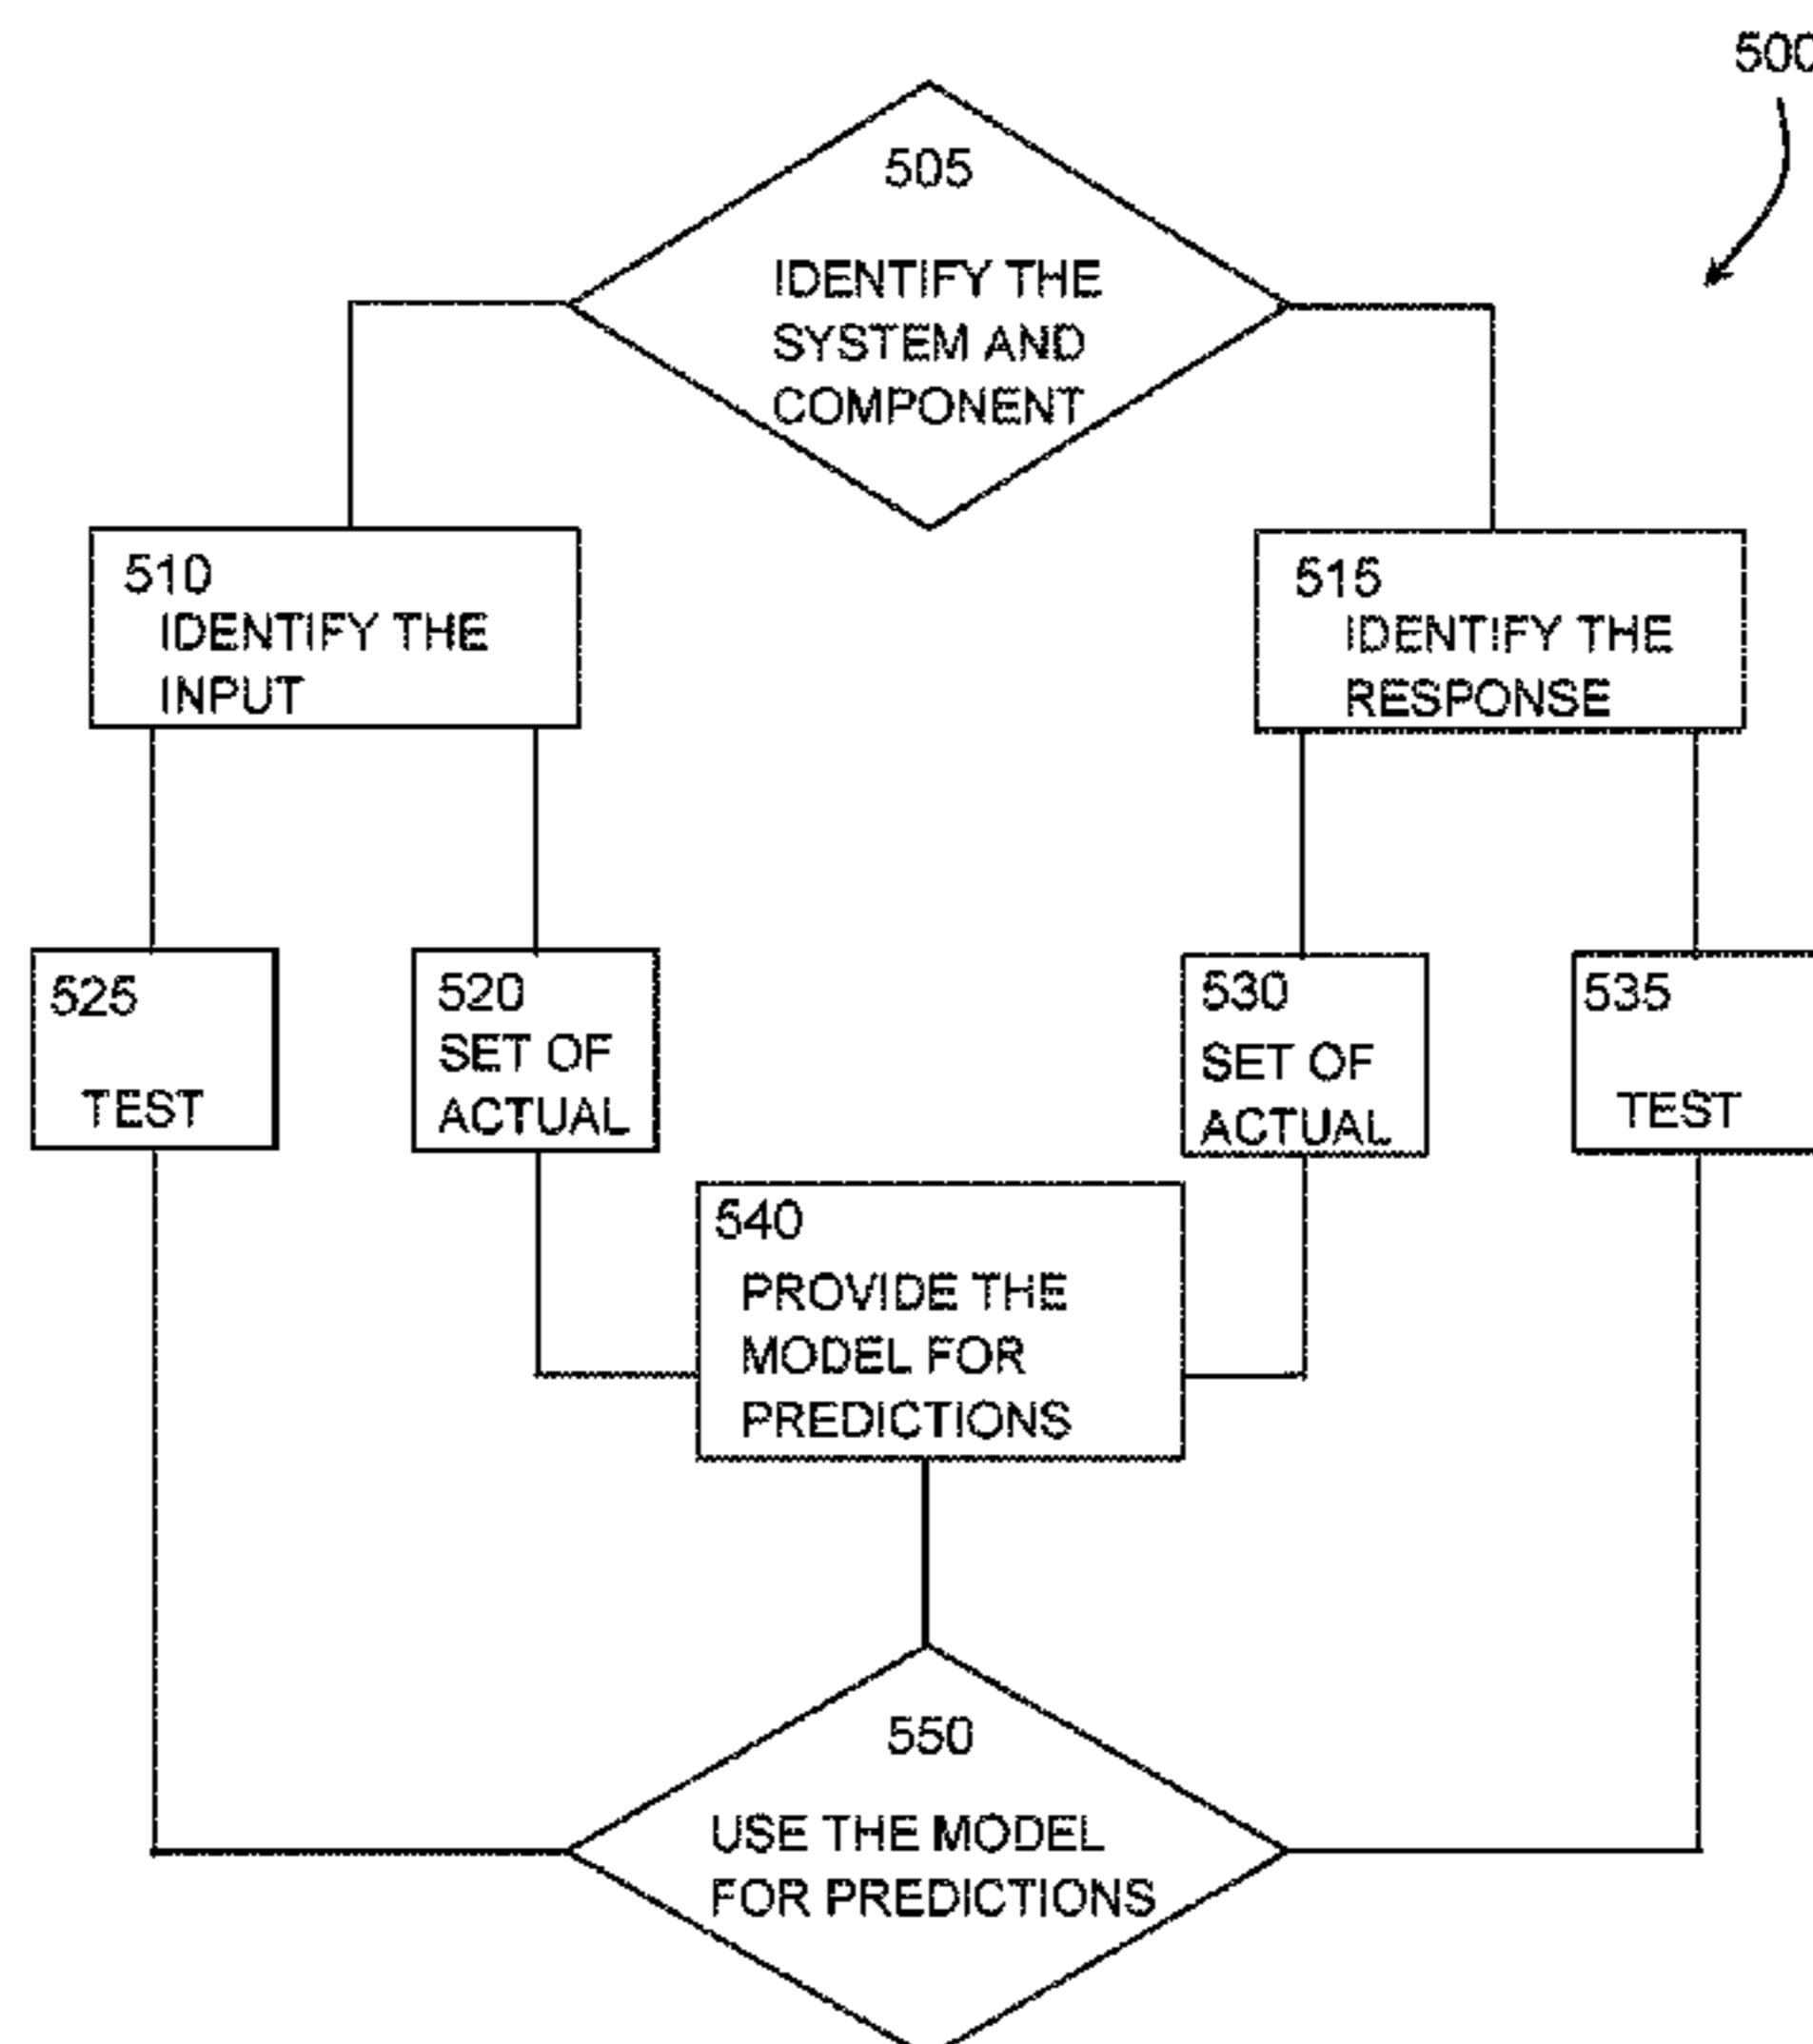 500
505
IDENTIFY THE
SYSTEM AND
COMPONENT
510
IDENTIFY THE
INPUT
515
IDENTIFY THE
RESPONSE
525
TEST
520
SET OF
ACTUAL
530
SET OF
ACTUAL
535
TEST
540
PROVIDE THE
MODEL FOR
PREDICTIONS
550
USE THE MODEL
FOR PREDICTIONS